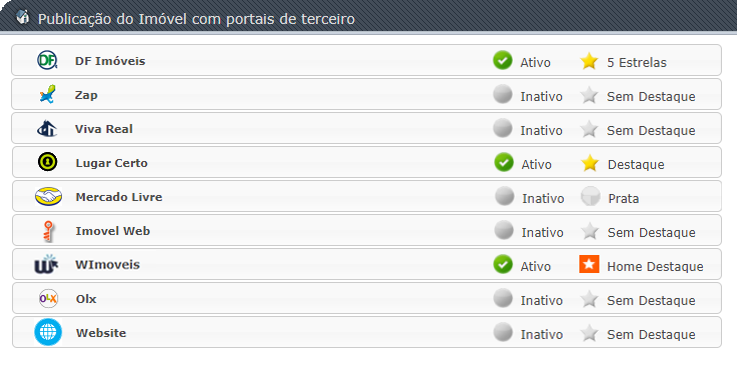 Publicação do Imóvel com portais de terceiro
DF DF Imóveis Ativo 5 Estrelas
Zap Inativo Sem Destaque
Viva Real Inativo Sem Destaque
Lugar Certo Ativo Destaque
Mercado Livre Inativo Prata
Imovel Web Inativo Sem Destaque
W WImoveis Ativo Home Destaque
OLX Olx Inativo Sem Destaque
Website Inativo Sem Destaque